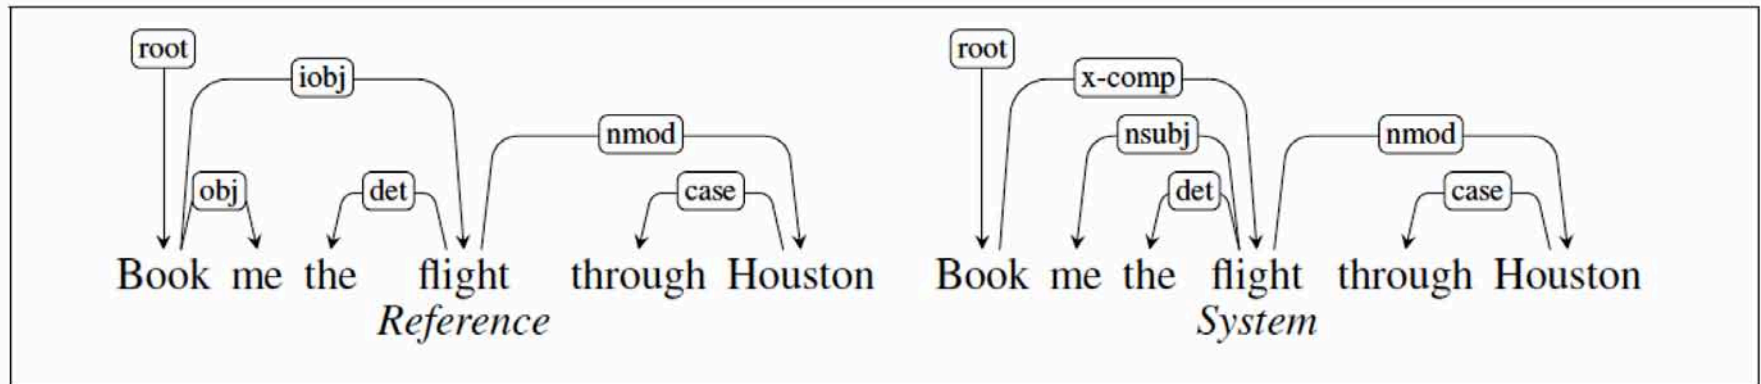 root root
iobj x-comp
nmod nsubj nmod
obj det case det case
Book me the flight through Houston Book me the flight through Houston
Reference System